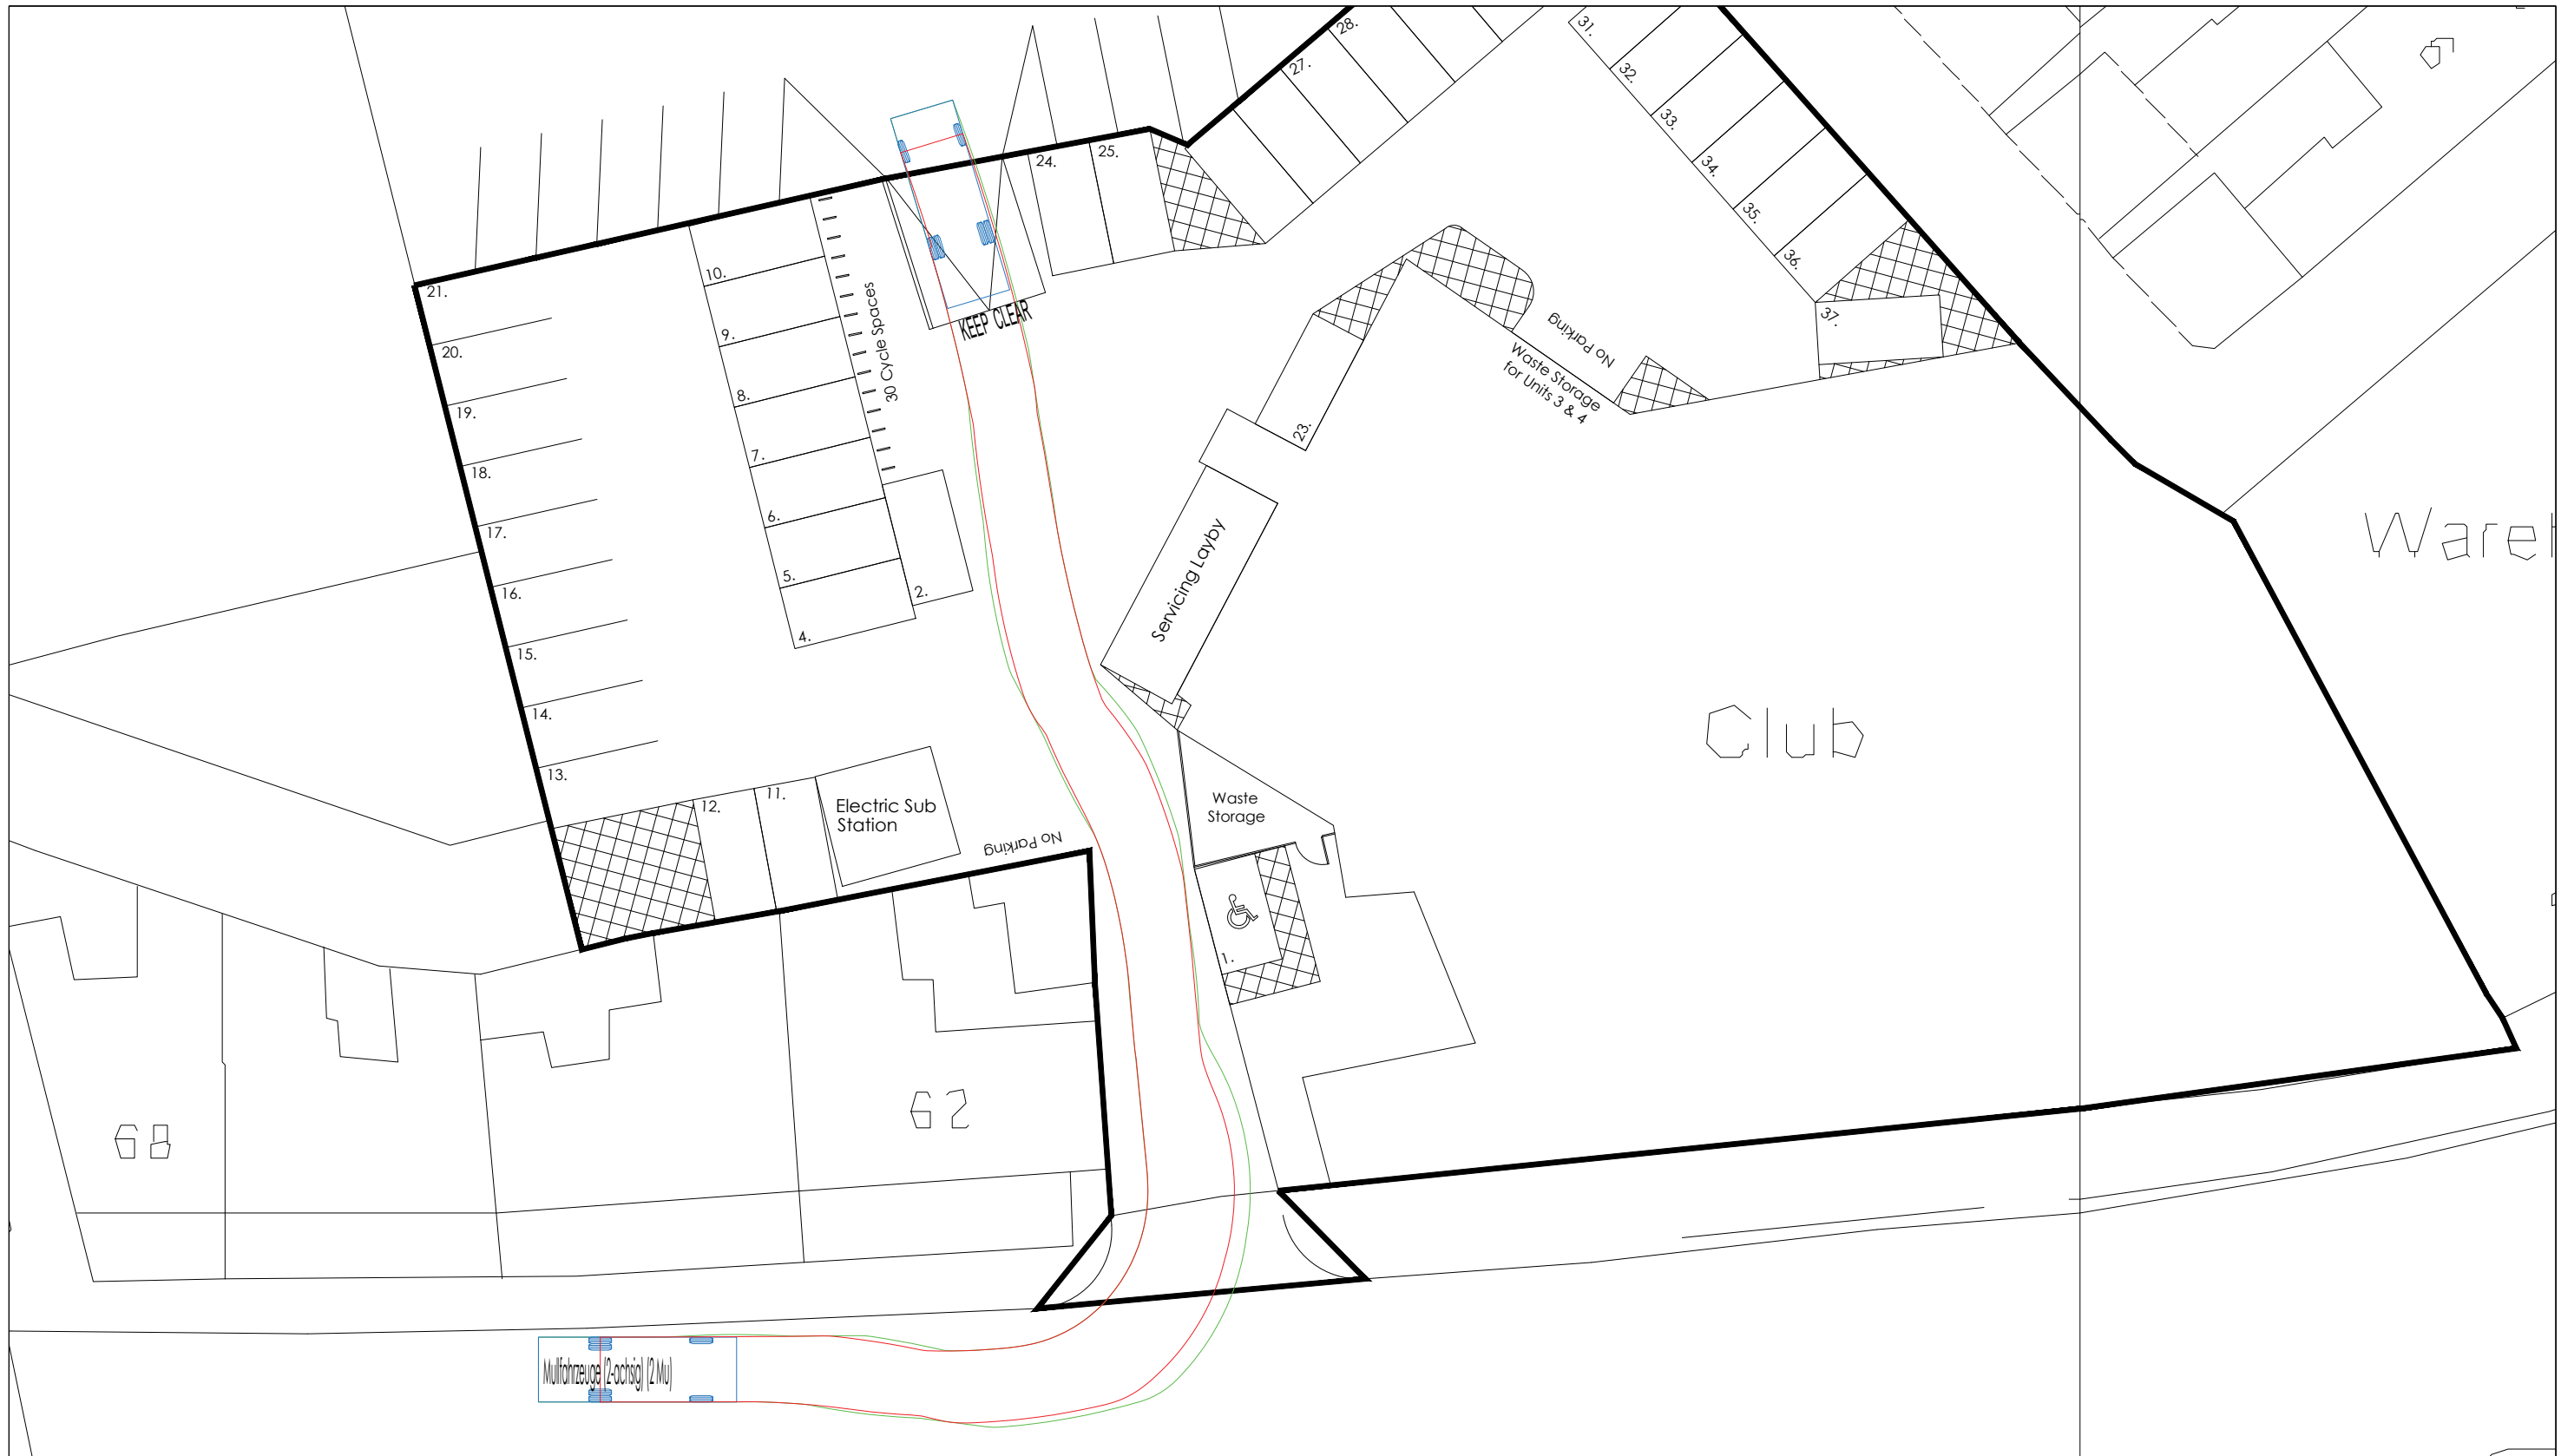 28.
27.
31.
32.
33.
34.
35.
36.
37.
24.
25.
21.
20.
19.
18.
17.
16.
15.
14.
13.
10.
9.
8.
7.
6.
5.
4.
2.
30 Cycle Spaces
KEEP CLEAR
No Parking
Waste Storage
for Units 3 & 4
23.
Servicing Layby
Club
12.
11.
Electric Sub
Station
No Parking
Waste
Storage
1.
68
62
Mullfahrzeuge (2-achsig) (2 Mu)